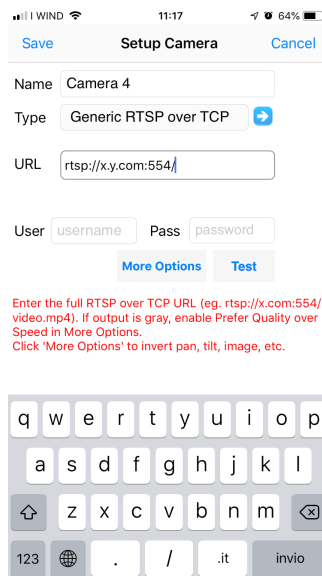 I WIND 11:17 64%
Save Setup Camera Cancel
Name Camera 4
Type Generic RTSP over TCP
URL rtsp://x.y.com:554/
User username Pass password
More Options Test
Enter the full RTSP over TCP URL (eg. rtsp://x.com:554/
video.mp4). If output is gray, enable Prefer Quality over
Speed in More Options.
Click 'More Options' to invert pan, tilt, image, etc.
q w e r t y u i o p
a s d f g h j k l
z x c v b n m
123 . / .it invio